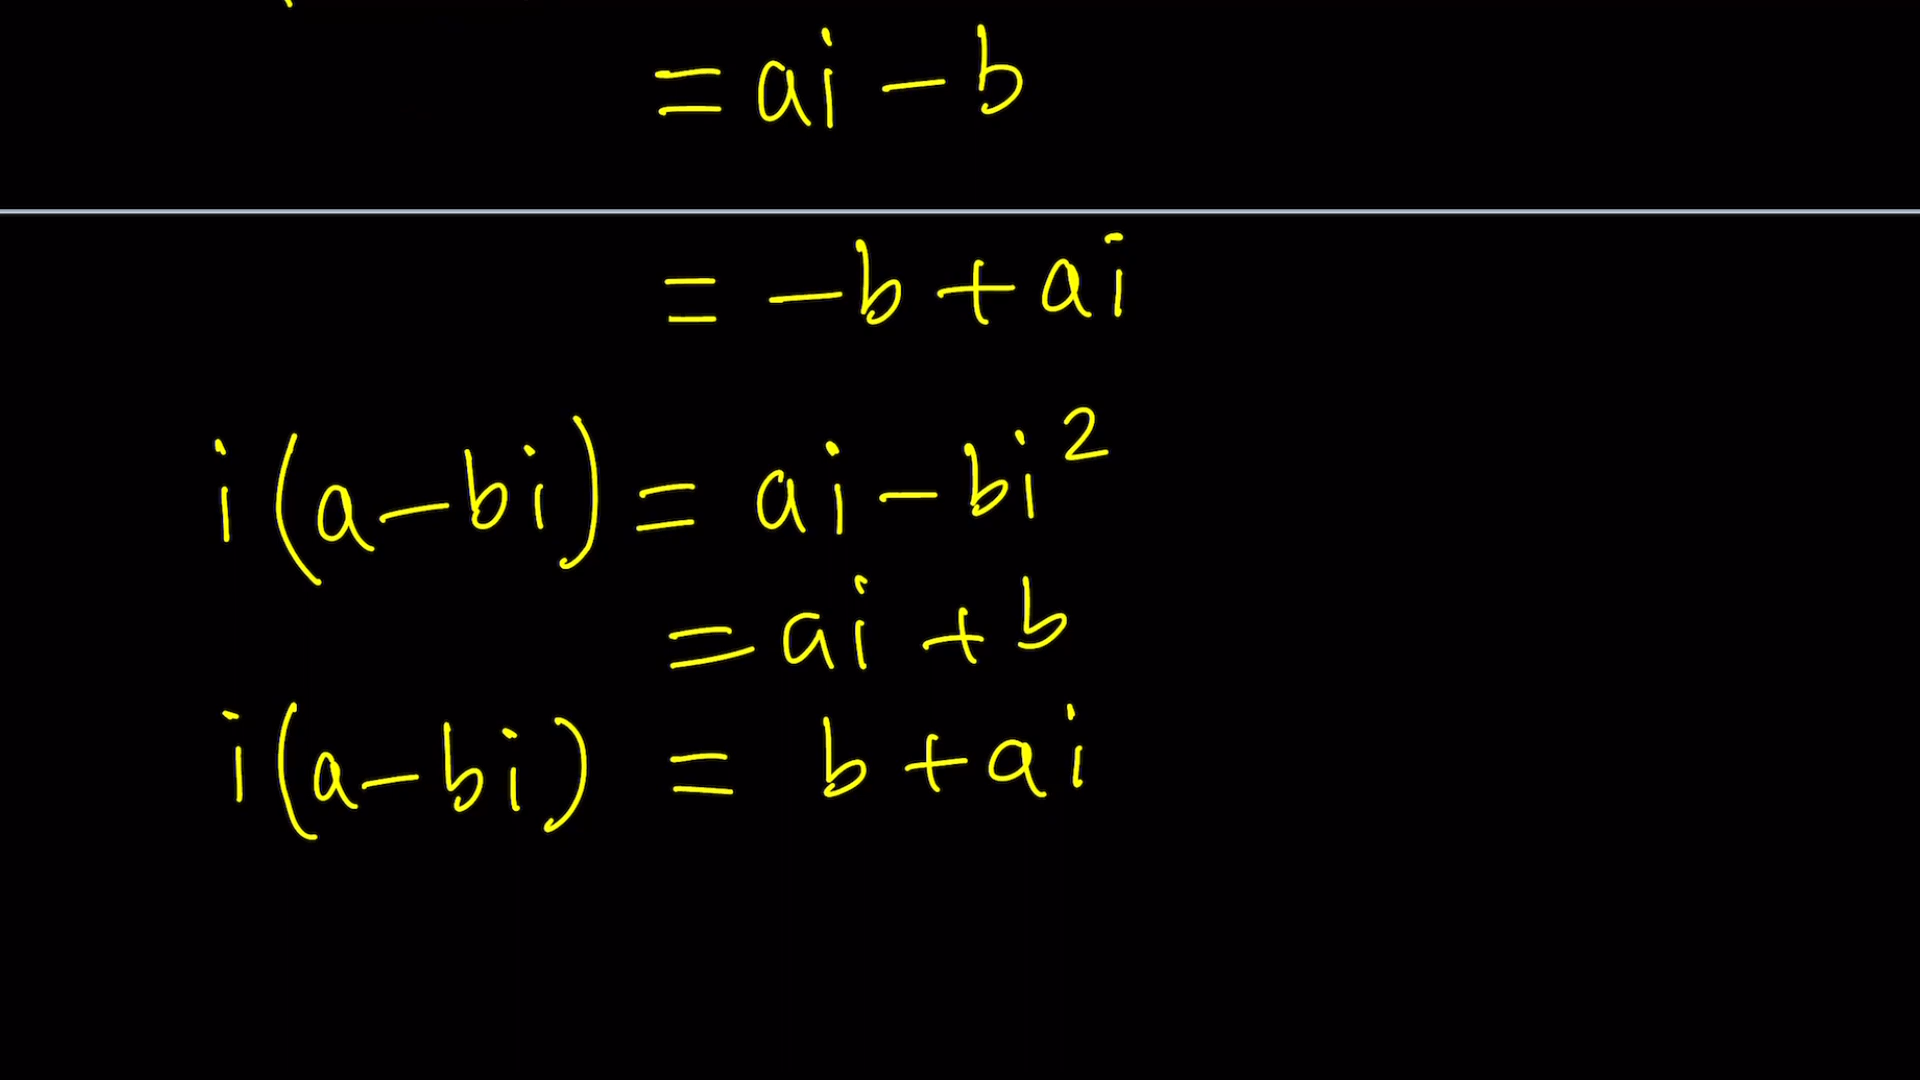 = ai - b
= -b + ai
i(a-bi) = ai - bi²
= ai + b
i(a-bi) = b + ai